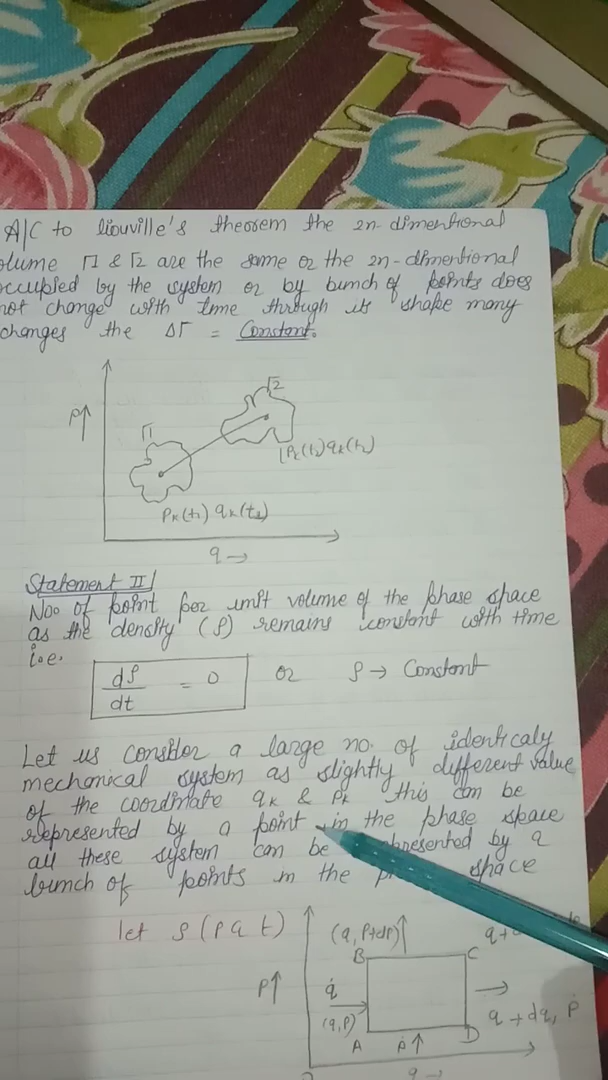 A/C to liouville's theorem the 2n-dimentional
olume Γ1 & Γ2 are the same or the 2n-dimentional
occupied by the system or by bunch of points does
not change with time through its shape many
changes the ΔΓ = Constant.
P↑
Γ1
Γ2
(Pk(t2) qk(t2)
Pk(t1) qk(t1)
q →
Statement II
Noo of point per unit volume of the phase space
as the density (ρ) remains constant with time
i.e.
dρ/dt = 0 or ρ → Constant
Let us consider a large no. of identicaly
mechanical system as slightly different value
of the coordinate qk & Pk this can be
represented by a point in the phase space
all these system can be presented by a
bunch of points in the space
let ρ(p q t)
(q, p+dp)↑
B
C
P↑
q̇
(q, p)
→
q + dq, ṗ
A
ṗ↑
D
q →